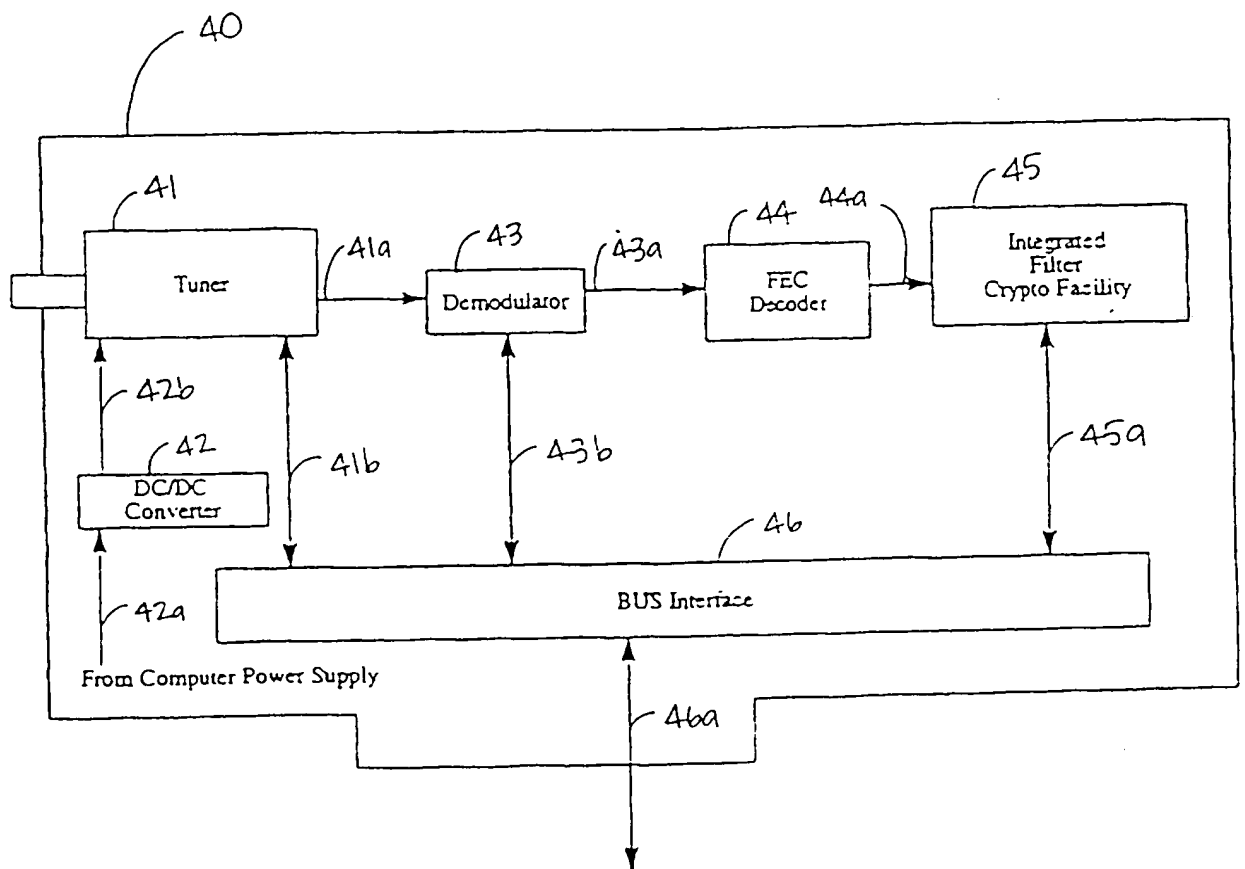 40
41
Tuner
41a
43
Demodulator
43a
44
FEC
Decoder
44a
45
Integrated
Filter
Crypto Facility
42b
42
DC/DC
Converter
41b
43b
45a
42a
46
BUS Interface
From Computer Power Supply
46a